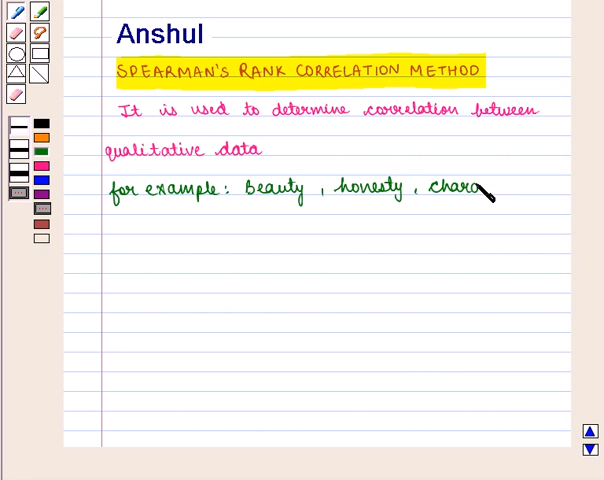 Anshul
SPEARMAN'S RANK CORRELATION METHOD
It is used to determine correlation between
qualitative data
for example: Beauty, honesty, chara